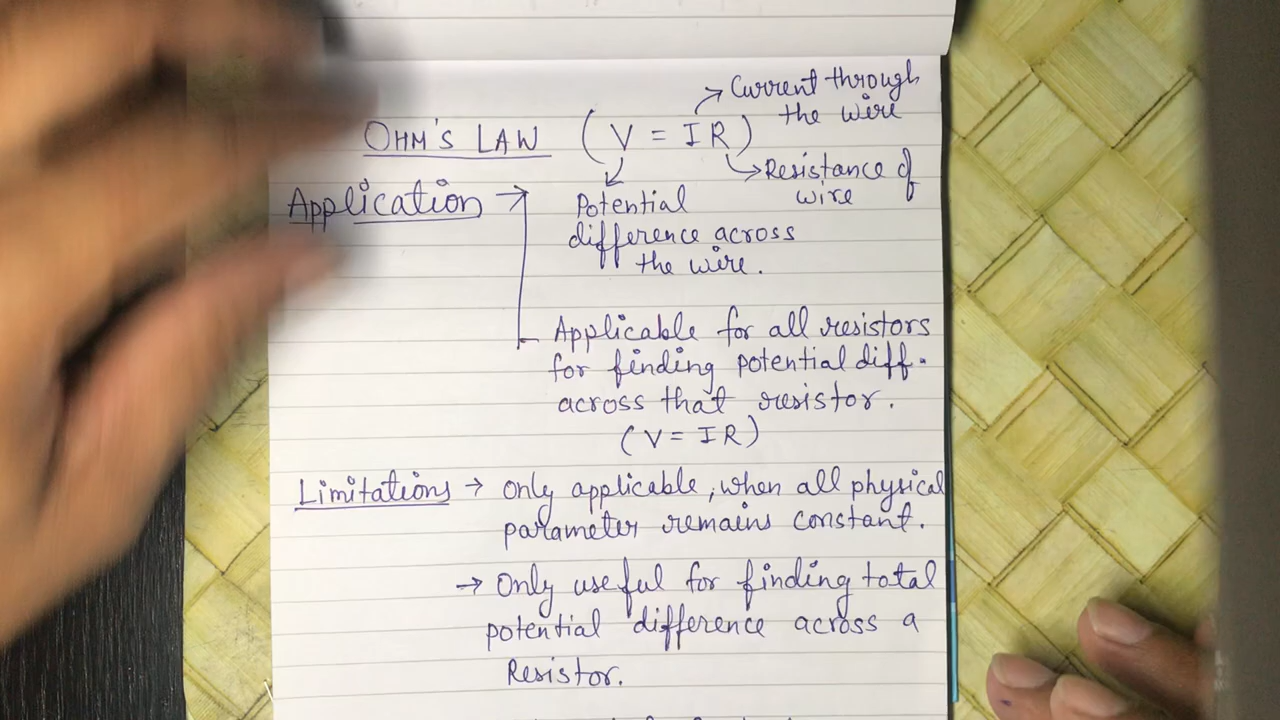 Current through
the wire
OHM'S LAW (V = IR)
Resistance of
wire
Application →
Potential
difference across
the wire.
Applicable for all resistors
for finding potential diff.
across that resistor.
(V = IR)
Limitations → only applicable, when all physical
parameter remains constant.
→ Only useful for finding total
potential difference across a
Resistor.